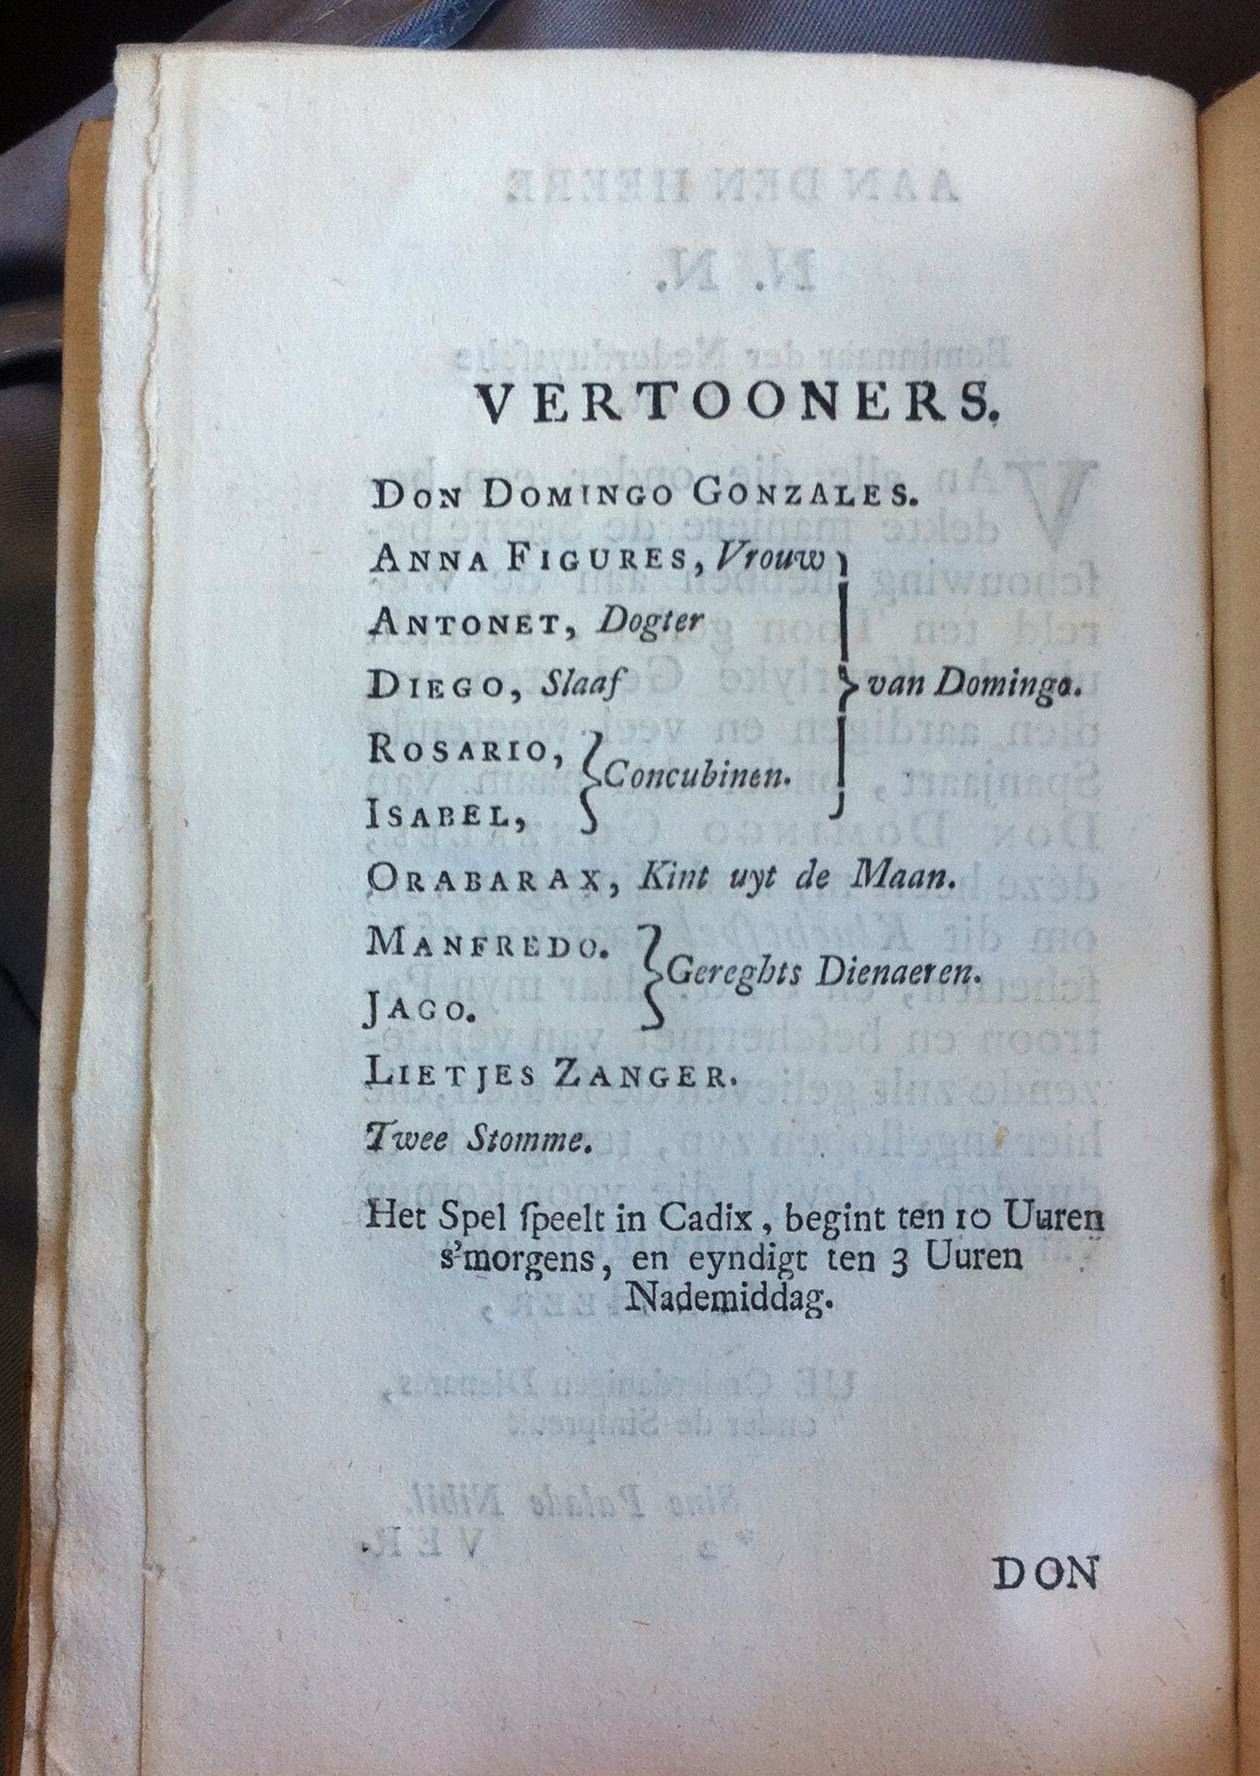 VERTOONERS.
DON DOMINGO GONZALES.
ANNA FIGURES, Vrouw
ANTONET, Dogter
DIEGO, Slaaf
van Domingo.
ROSARIO,
Concubinen.
ISABEL,
ORABARAX, Kint uyt de Maan.
MANFREDO.
Gereghts Dienaeren.
JAGO.
LIETJES ZANGER.
Twee Stomme.
Het Spel ſpeelt in Cadix, begint ten 10 Uuren
s'morgens, en eyndigt ten 3 Uuren
Nademiddag.
DON